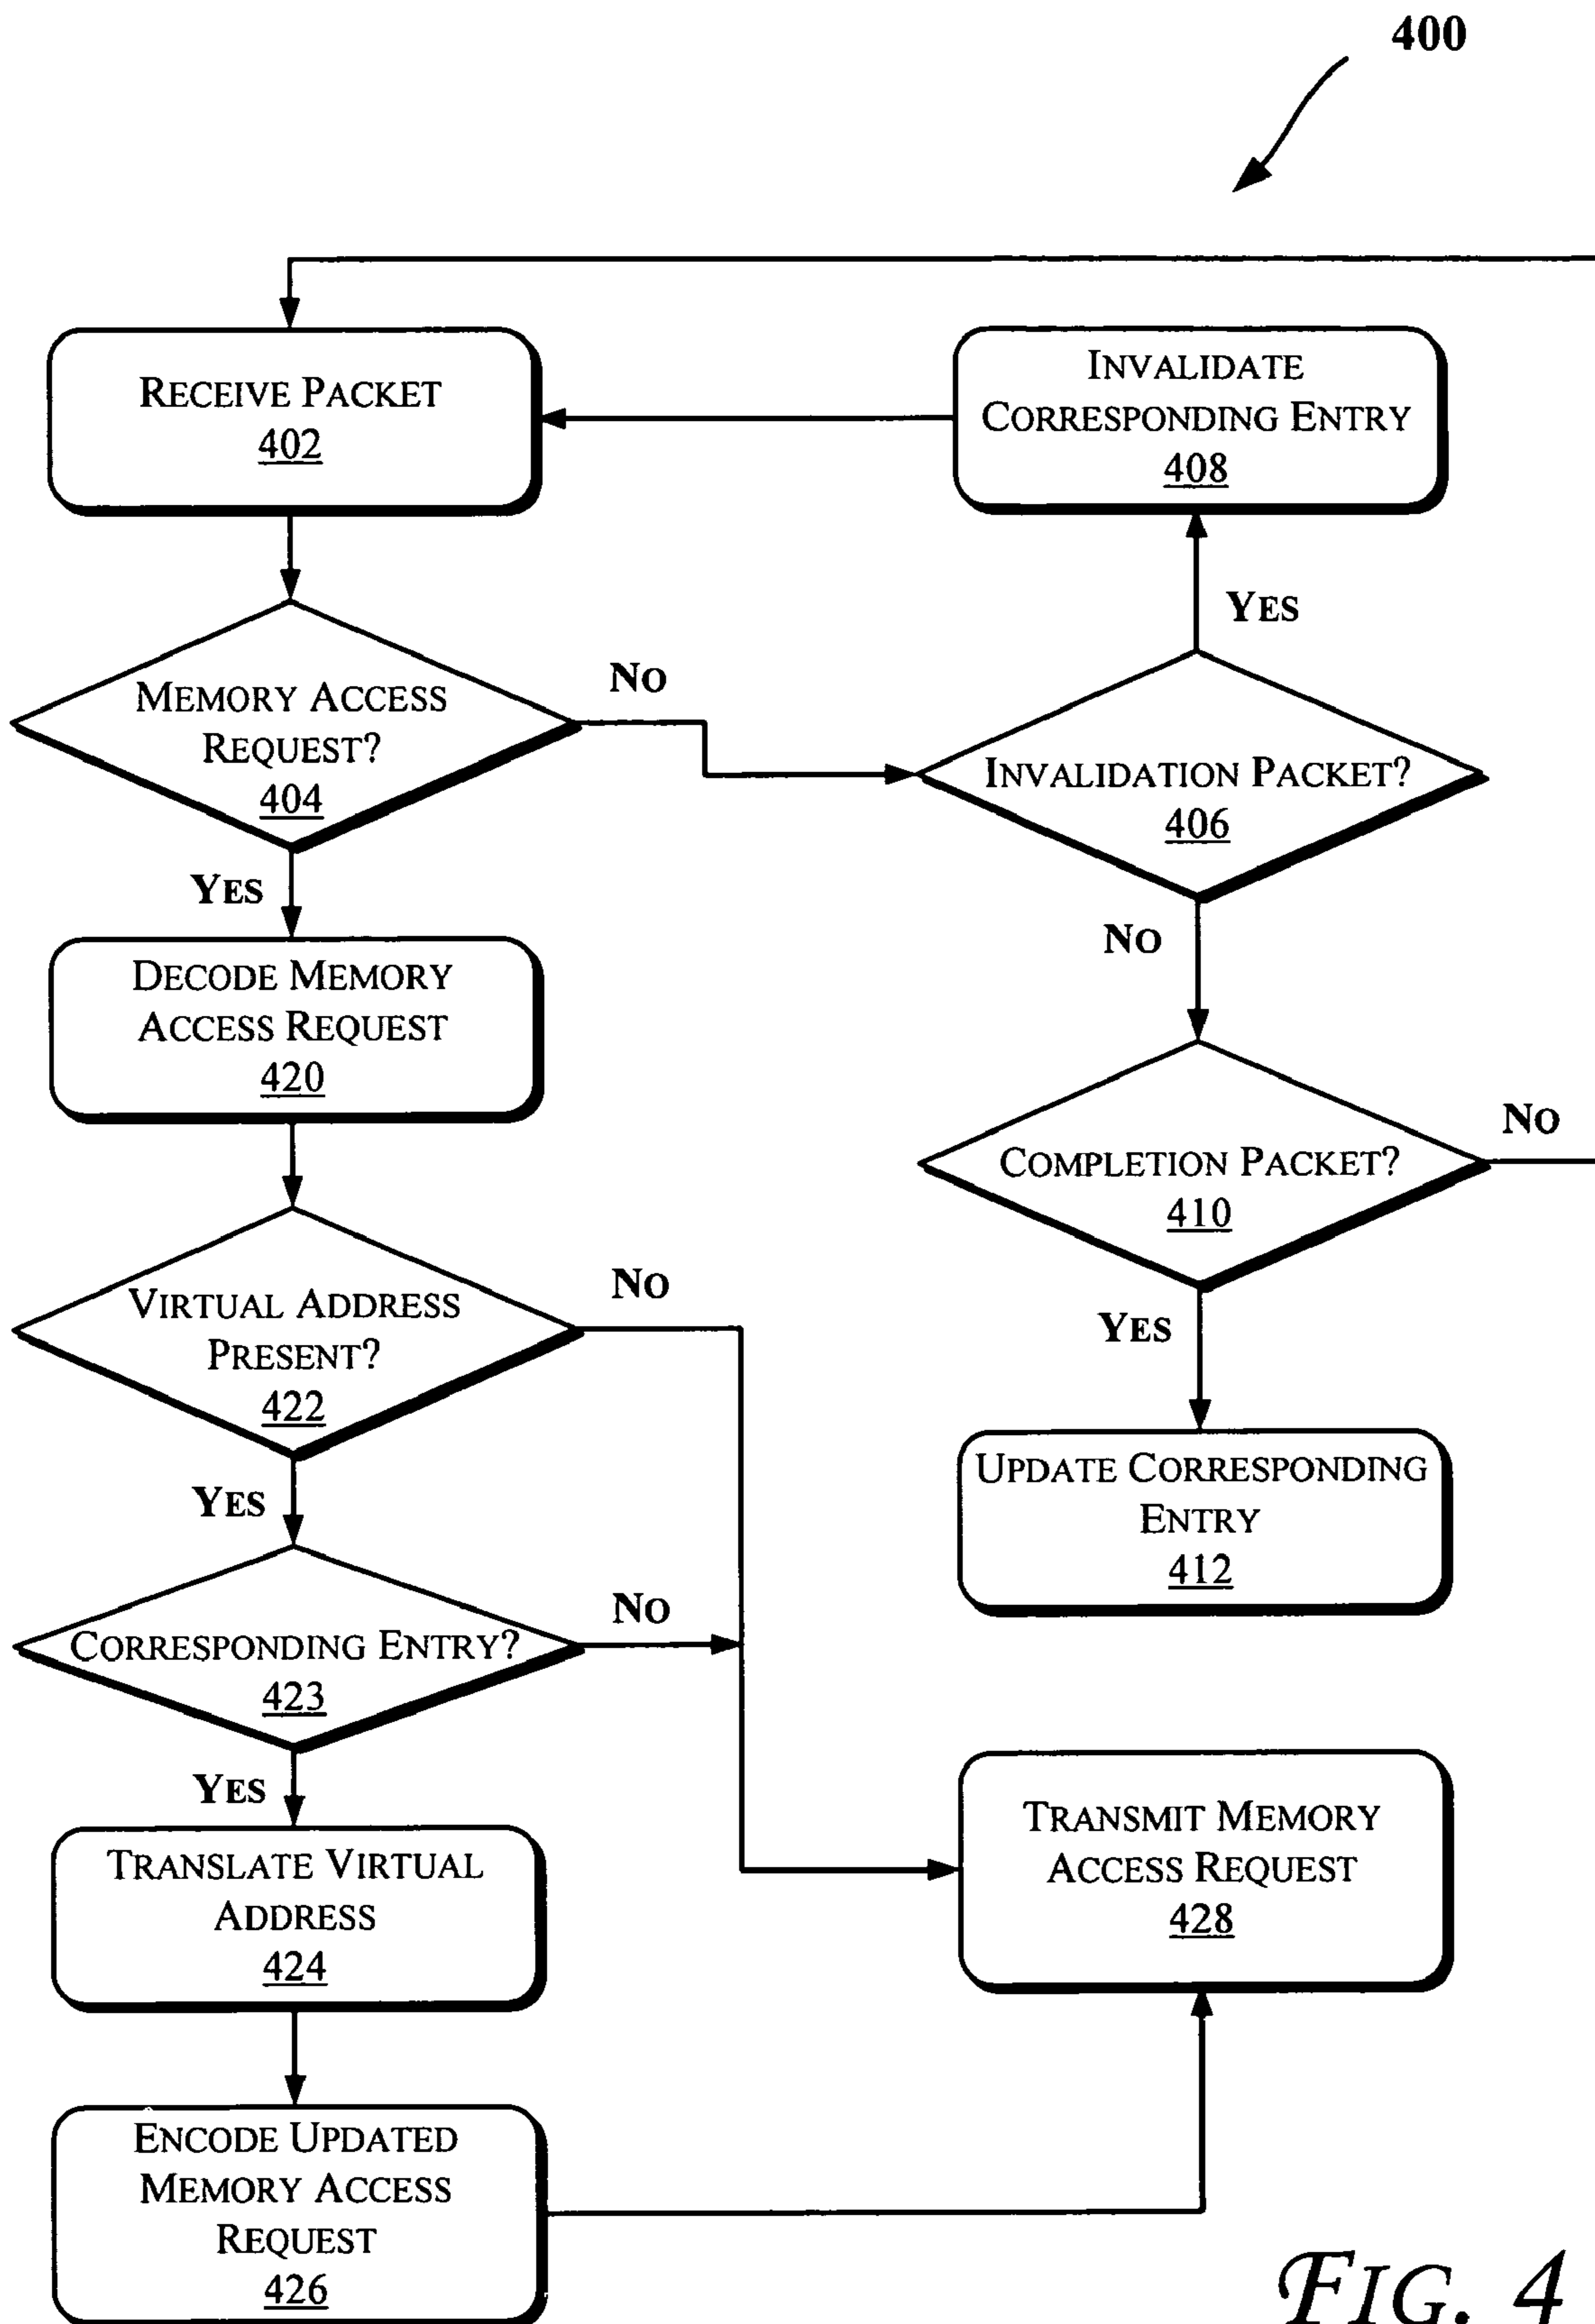 400
RECEIVE PACKET
402
INVALIDATE
CORRESPONDING ENTRY
408
YES
MEMORY ACCESS
REQUEST?
404
NO
INVALIDATION PACKET?
406
YES
NO
DECODE MEMORY
ACCESS REQUEST
420
COMPLETION PACKET?
410
NO
VIRTUAL ADDRESS
PRESENT?
422
NO
YES
YES
UPDATE CORRESPONDING
ENTRY
412
CORRESPONDING ENTRY?
423
NO
YES
TRANSLATE VIRTUAL
ADDRESS
424
TRANSMIT MEMORY
ACCESS REQUEST
428
ENCODE UPDATED
MEMORY ACCESS
REQUEST
426
FIG. 4